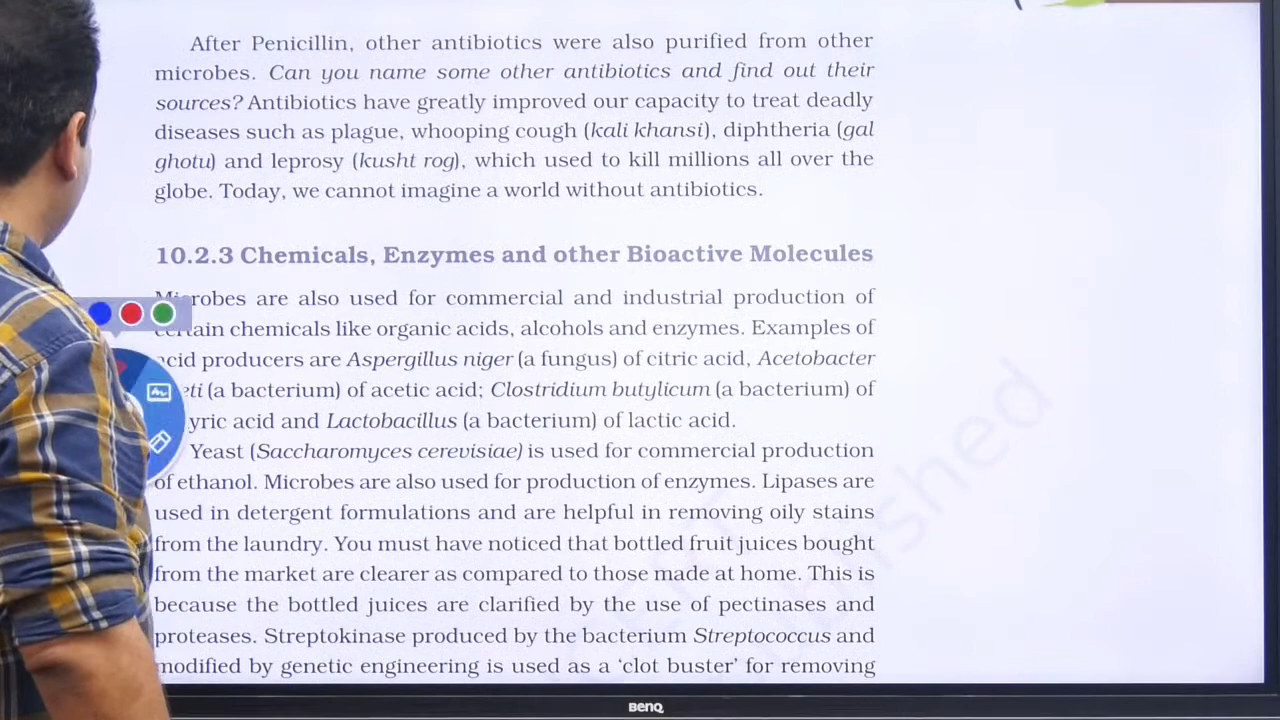 After Penicillin, other antibiotics were also purified from other
microbes. Can you name some other antibiotics and find out their
sources? Antibiotics have greatly improved our capacity to treat deadly
diseases such as plague, whooping cough (kali khansi), diphtheria (gal
ghotu) and leprosy (kusht rog), which used to kill millions all over the
globe. Today, we cannot imagine a world without antibiotics.
10.2.3 Chemicals, Enzymes and other Bioactive Molecules
Microbes are also used for commercial and industrial production of
certain chemicals like organic acids, alcohols and enzymes. Examples of
acid producers are Aspergillus niger (a fungus) of citric acid, Acetobacter
eti (a bacterium) of acetic acid; Clostridium butylicum (a bacterium) of
yric acid and Lactobacillus (a bacterium) of lactic acid.
Yeast (Saccharomyces cerevisiae) is used for commercial production
of ethanol. Microbes are also used for production of enzymes. Lipases are
used in detergent formulations and are helpful in removing oily stains
from the laundry. You must have noticed that bottled fruit juices bought
from the market are clearer as compared to those made at home. This is
because the bottled juices are clarified by the use of pectinases and
proteases. Streptokinase produced by the bacterium Streptococcus and
modified by genetic engineering is used as a ‘clot buster’ for removing
BenQ